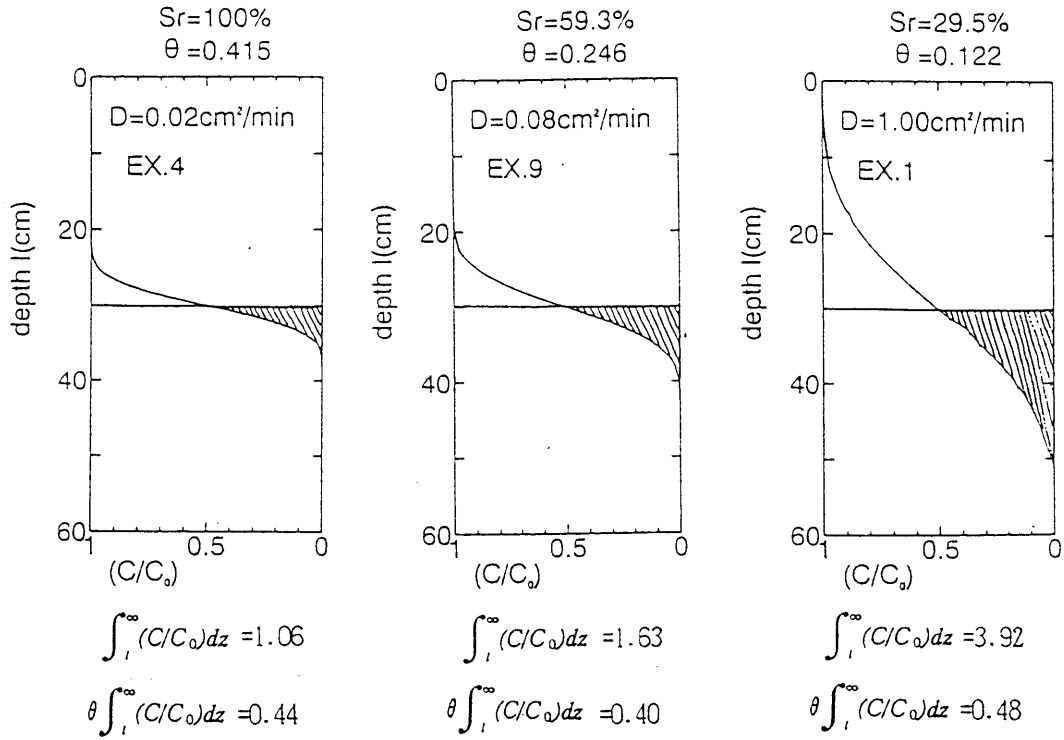 Sr=100%
θ=0.415
0
D=0.02cm²/min
EX.4
20
40
60
depth l(cm)
1
0.5
0
(C/C₀)
∫ₗ^∞(C/C₀)dz=1.06
θ∫ₗ^∞(C/C₀)dz=0.44
Sr=59.3%
θ=0.246
0
D=0.08cm²/min
EX.9
20
40
60
depth l(cm)
1
0.5
0
(C/C₀)
∫ₗ^∞(C/C₀)dz=1.63
θ∫ₗ^∞(C/C₀)dz=0.40
Sr=29.5%
θ=0.122
0
D=1.00cm²/min
EX.1
20
40
60
depth l(cm)
1
0.5
0
(C/C₀)
∫ₗ^∞(C/C₀)dz=3.92
θ∫ₗ^∞(C/C₀)dz=0.48